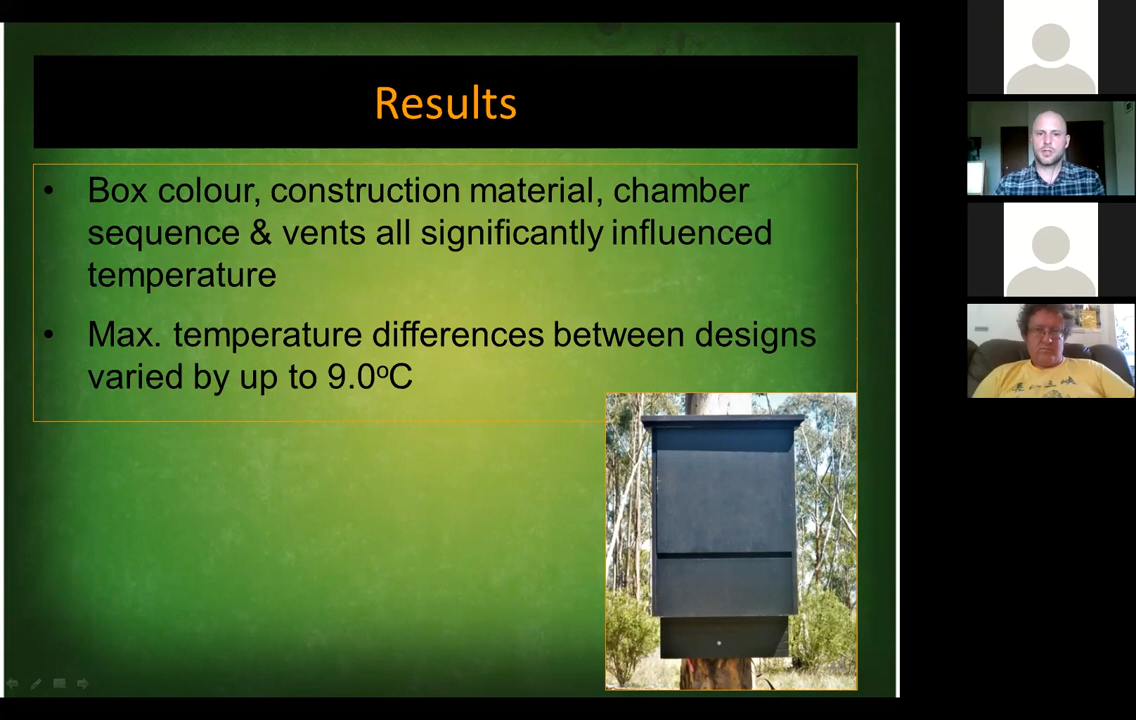 Results
• Box colour, construction material, chamber
sequence & vents all significantly influenced
temperature
• Max. temperature differences between designs
varied by up to 9.0ºC